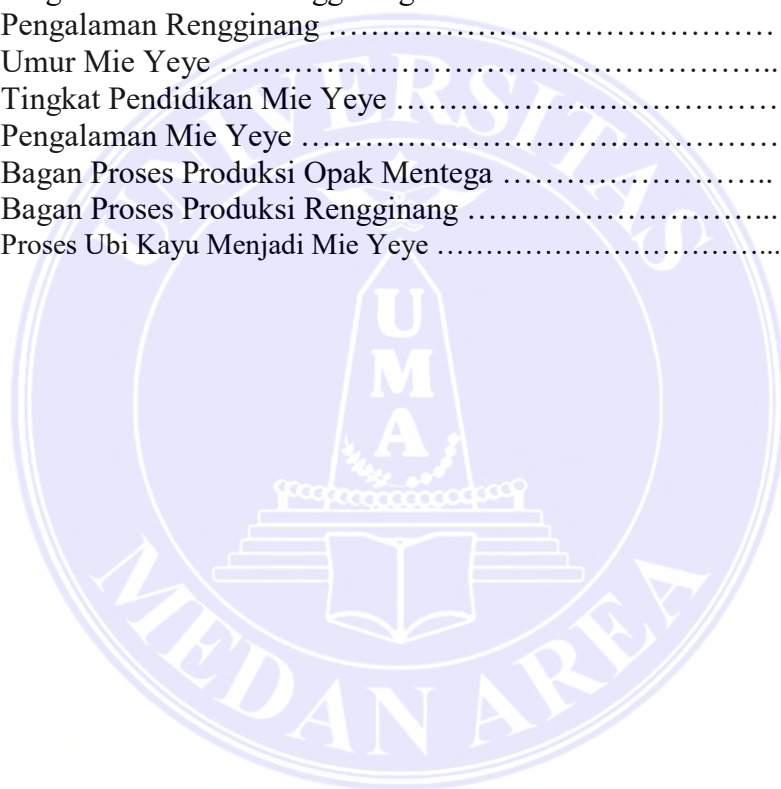 Pengalaman Rengginang ………………………………………
Umur Mie Yeye …………………………………………………..
Tingkat Pendidikan Mie Yeye ………………………………
Pengalaman Mie Yeye ……………………………………….
Bagan Proses Produksi Opak Mentega ……………………..
Bagan Proses Produksi Rengginang ………………………...
Proses Ubi Kayu Menjadi Mie Yeye ……………………………...
UNIVERSITAS
U
M
A
MEDAN AREA